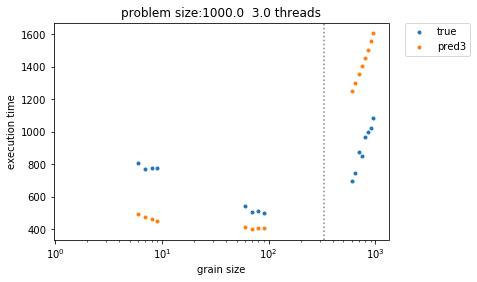 problem size:1000.0  3.0 threads
true
pred3
1600
1400
1200
1000
800
600
400
execution time
10^0
10^1
10^2
10^3
grain size